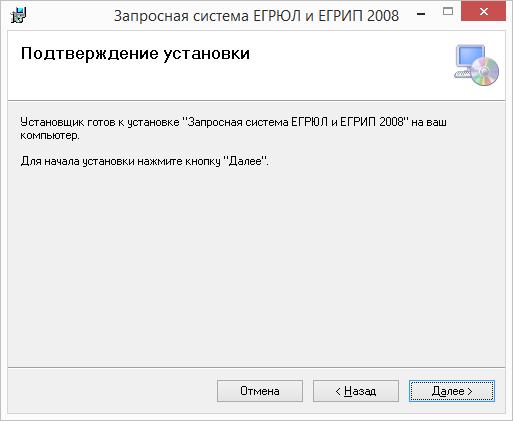 Запросная система ЕГРЮЛ и ЕГРИП 2008
Подтверждение установки
Установщик готов к установке "Запросная система ЕГРЮЛ и ЕГРИП 2008" на ваш
компьютер.
Для начала установки нажмите кнопку "Далее".
Отмена
< Назад
Далее >